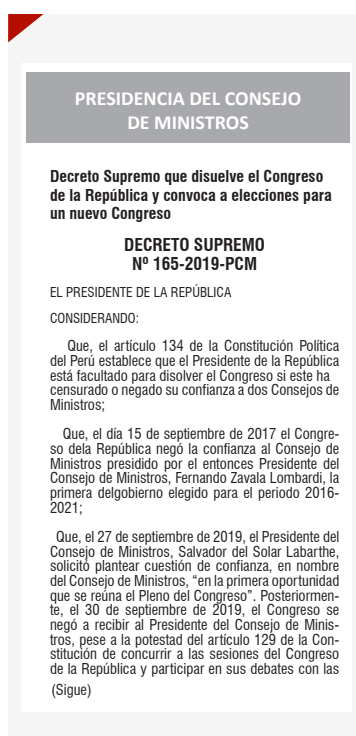 PRESIDENCIA DEL CONSEJO
DE MINISTROS
Decreto Supremo que disuelve el Congreso
de la República y convoca a elecciones para
un nuevo Congreso
DECRETO SUPREMO
Nº 165-2019-PCM
EL PRESIDENTE DE LA REPÚBLICA
CONSIDERANDO:
Que, el artículo 134 de la Constitución Política
del Perú establece que el Presidente de la República
está facultado para disolver el Congreso si este ha
censurado o negado su confianza a dos Consejos de
Ministros;
Que, el día 15 de septiembre de 2017 el Congre-
so dela República negó la confianza al Consejo de
Ministros presidido por el entonces Presidente del
Consejo de Ministros, Fernando Zavala Lombardi, la
primera delgobierno elegido para el periodo 2016-
2021;
Que, el 27 de septiembre de 2019, el Presidente del
Consejo de Ministros, Salvador del Solar Labarthe,
solicitó plantear cuestión de confianza, en nombre
del Consejo de Ministros, “en la primera oportunidad
que se reúna el Pleno del Congreso”. Posteriormen-
te, el 30 de septiembre de 2019, el Congreso se
negó a recibir al Presidente del Consejo de Minis-
tros, pese a la potestad del artículo 129 de la Con-
stitución de concurrir a las sesiones del Congreso
de la República y participar en sus debates con las
(Sigue)